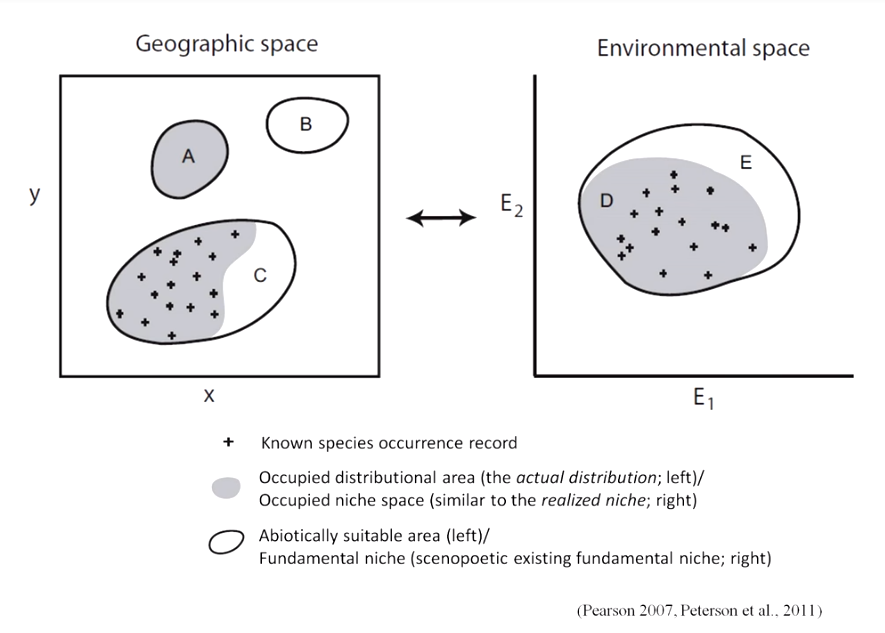 Geographic space
Environmental space
A
B
C
y
x
D
E
E2
E1
+ Known species occurrence record
Occupied distributional area (the actual distribution; left)/
Occupied niche space (similar to the realized niche; right)
Abiotically suitable area (left)/
Fundamental niche (scenopoetic existing fundamental niche; right)
(Pearson 2007, Peterson et al., 2011)